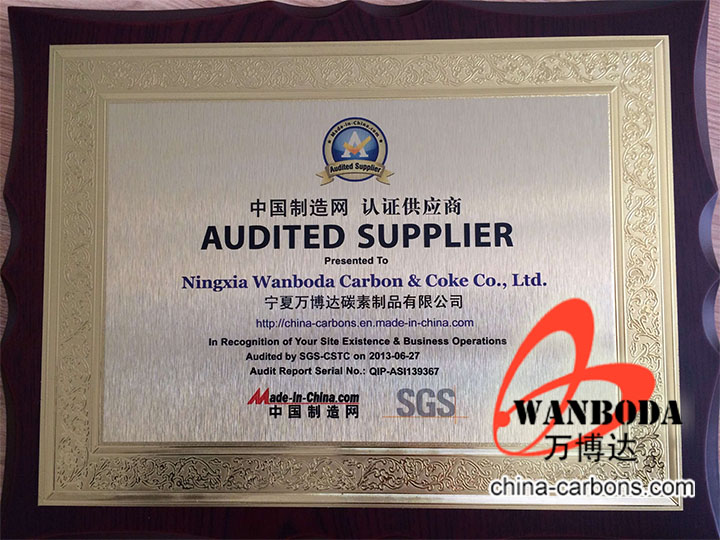 Made-in-China.com
Audited Supplier
中国制造网 认证供应商
AUDITED SUPPLIER
Presented To
Ningxia Wanboda Carbon & Coke Co., Ltd.
宁夏万博达碳素制品有限公司
http://china-carbons.en.made-in-china.com
In Recognition of Your Site Existence & Business Operations
Audited by SGS-CSTC on 2013-06-27
Audit Report Serial No.: QIP-ASI139367
Made-in-China.com
中国制造网
SGS
WANBODA
万博达
china-carbons.com